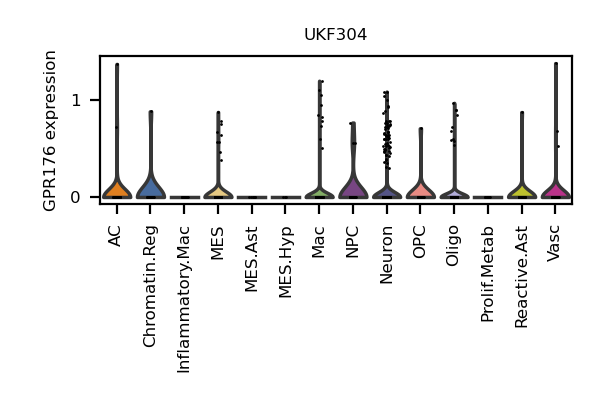 UKF304
GPR176 expression
1
0
AC
Chromatin.Reg
Inflammatory.Mac
MES
MES.Ast
MES.Hyp
Mac
NPC
Neuron
OPC
Oligo
Prolif.Metab
Reactive.Ast
Vasc